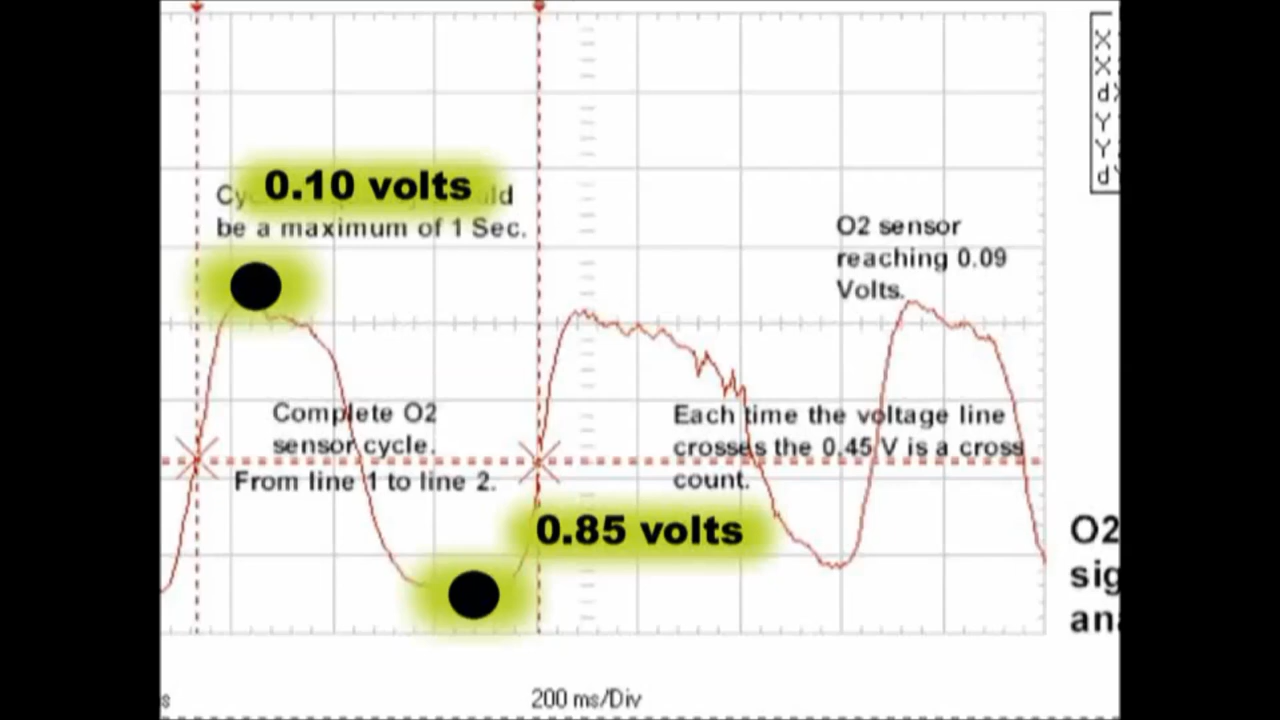 0.10 volts
be a maximum of 1 Sec.
O2 sensor
reaching 0.09
Volts.
Complete O2
sensor cycle.
From line 1 to line 2.
Each time the voltage line
crosses the 0.45 V is a cross
count.
0.85 volts
O2
sig
ana
X
X
d
Y
Y
d
s
200 ms/Div